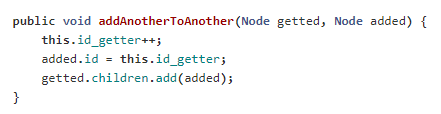 public void addAnotherToAnother(Node getted, Node added) {
    this.id_getter++;
    added.id = this.id_getter;
    getted.children.add(added);
}